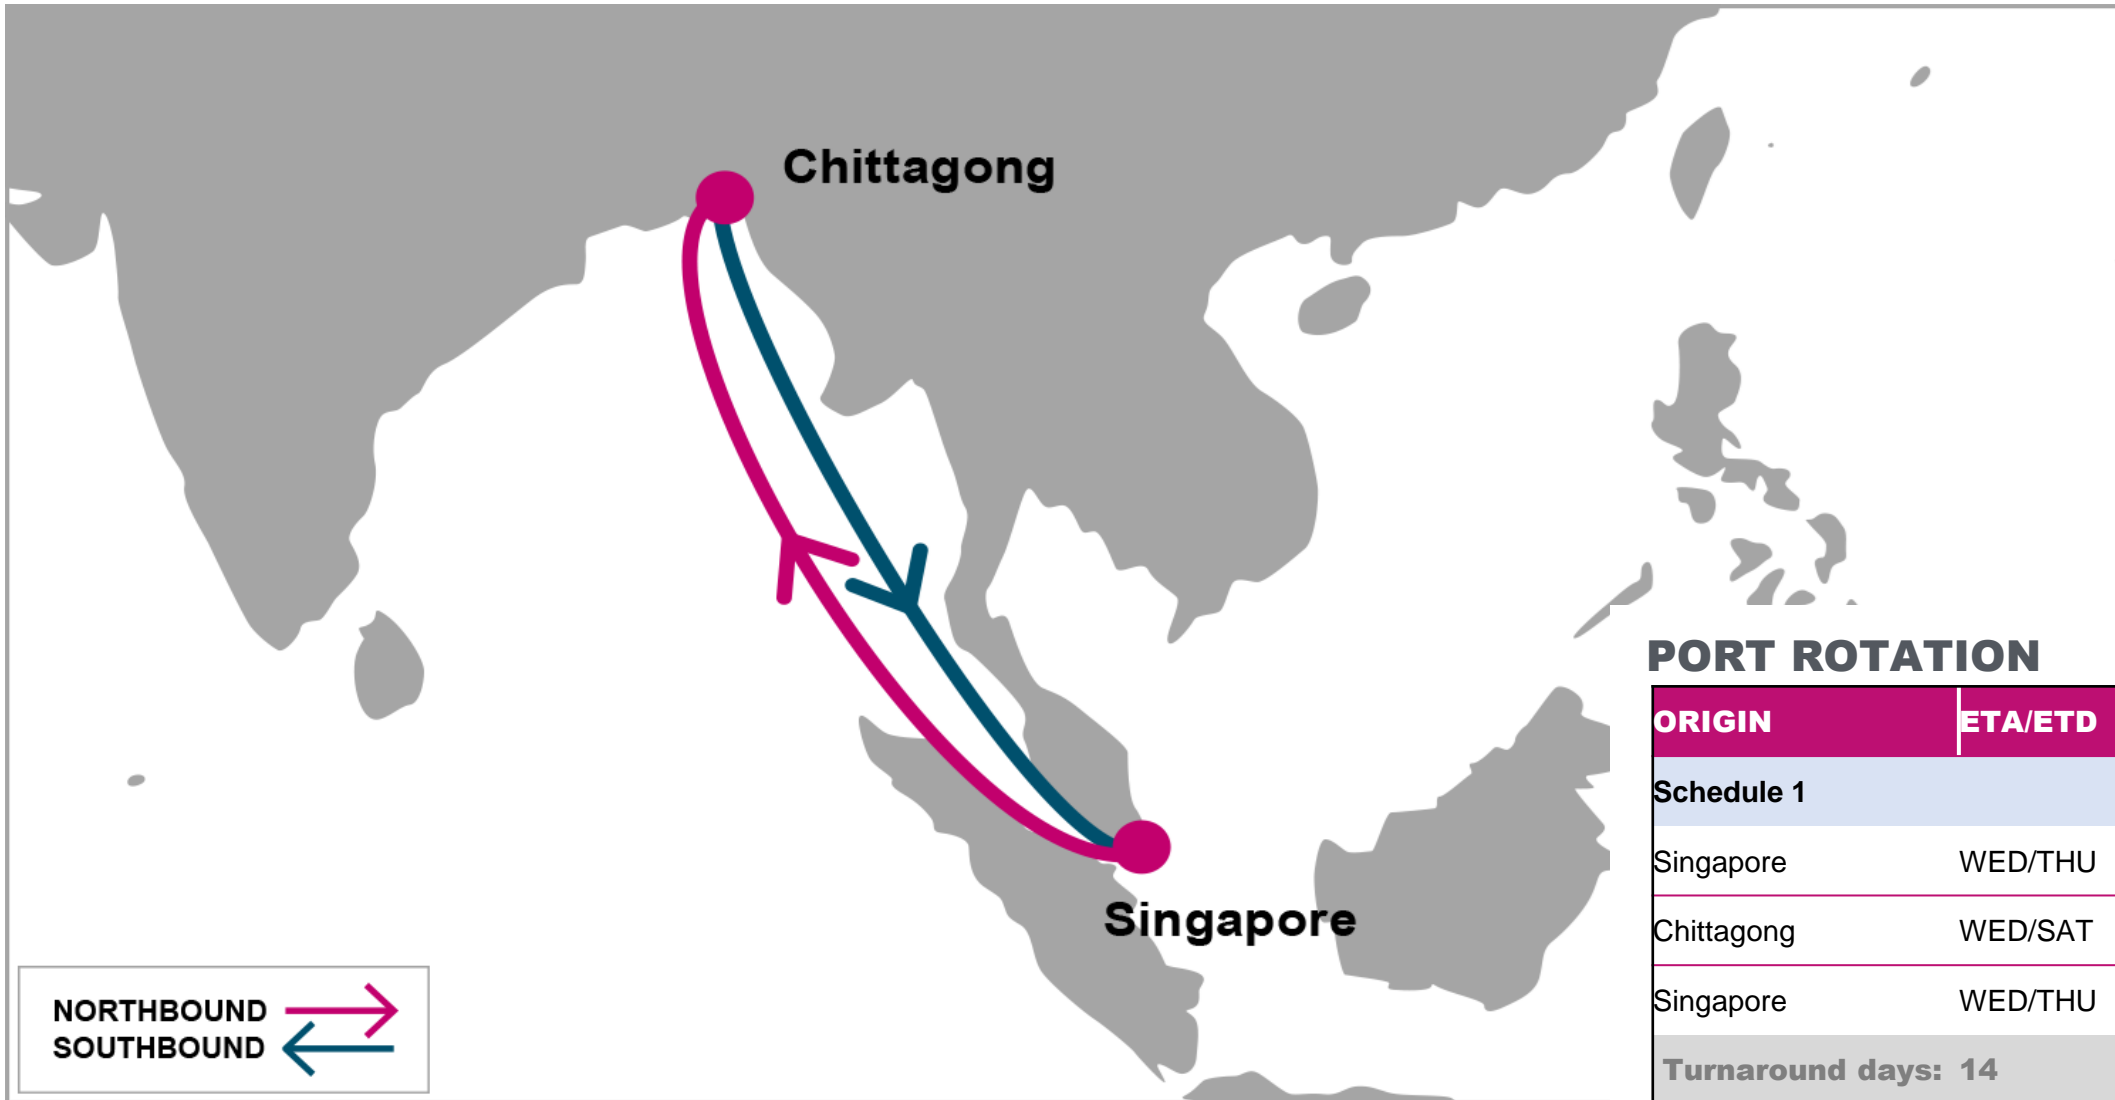 Chittagong
Singapore
NORTHBOUND
SOUTHBOUND
PORT ROTATION
ORIGIN ETA/ETD
Schedule 1
Singapore WED/THU
Chittagong WED/SAT
Singapore WED/THU
Turnaround days: 14